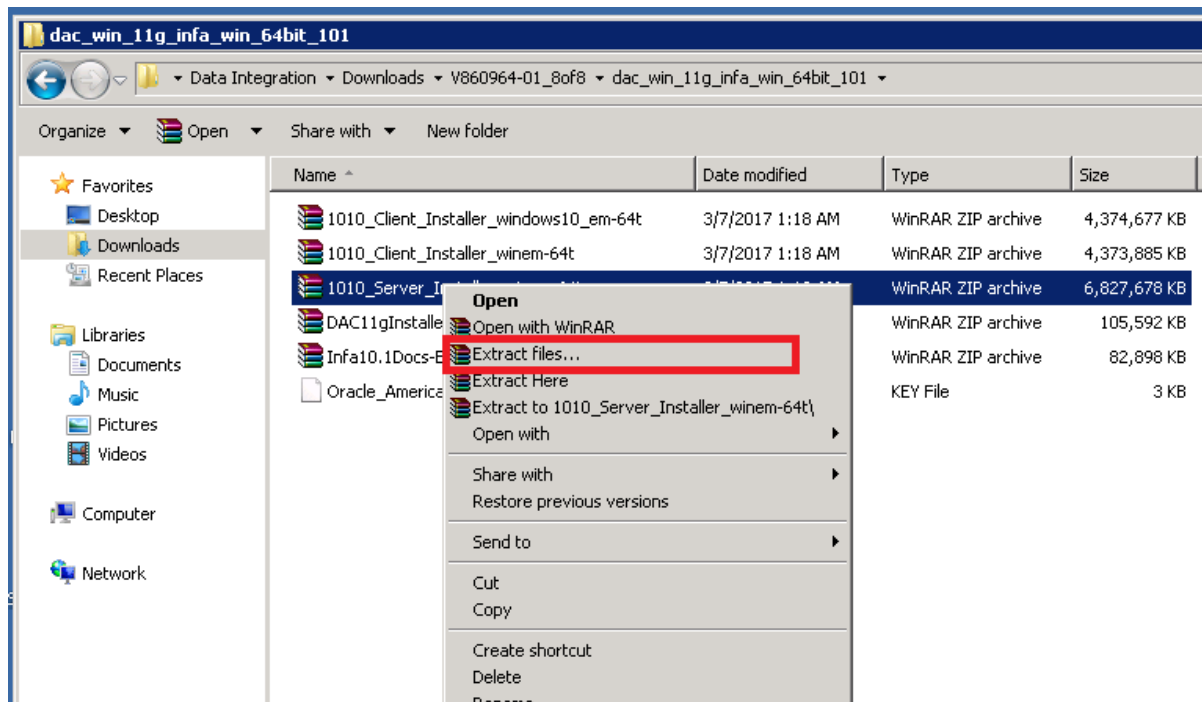 dac_win_11g_infa_win_64bit_101
Data Integration Downloads V860964-01_8of8 dac_win_11g_infa_win_64bit_101
Organize Open Share with New folder
Name Date modified Type Size
Favorites
Desktop
Downloads
Recent Places
Libraries
Documents
Music
Pictures
Videos
Computer
Network
1010_Client_Installer_windows10_em-64t 3/7/2017 1:18 AM WinRAR ZIP archive 4,374,677 KB
1010_Client_Installer_winem-64t 3/7/2017 1:18 AM WinRAR ZIP archive 4,373,885 KB
1010_Server_I WinRAR ZIP archive 6,827,678 KB
DAC11gInstalle WinRAR ZIP archive 105,592 KB
Infa10.1Docs-E WinRAR ZIP archive 82,898 KB
Oracle_America KEY File 3 KB
Open
Open with WinRAR
Extract files...
Extract Here
Extract to 1010_Server_Installer_winem-64t\
Open with
Share with
Restore previous versions
Send to
Cut
Copy
Create shortcut
Delete